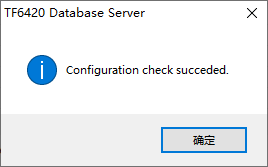 TF6420 Database Server
Configuration check succeded.
确定